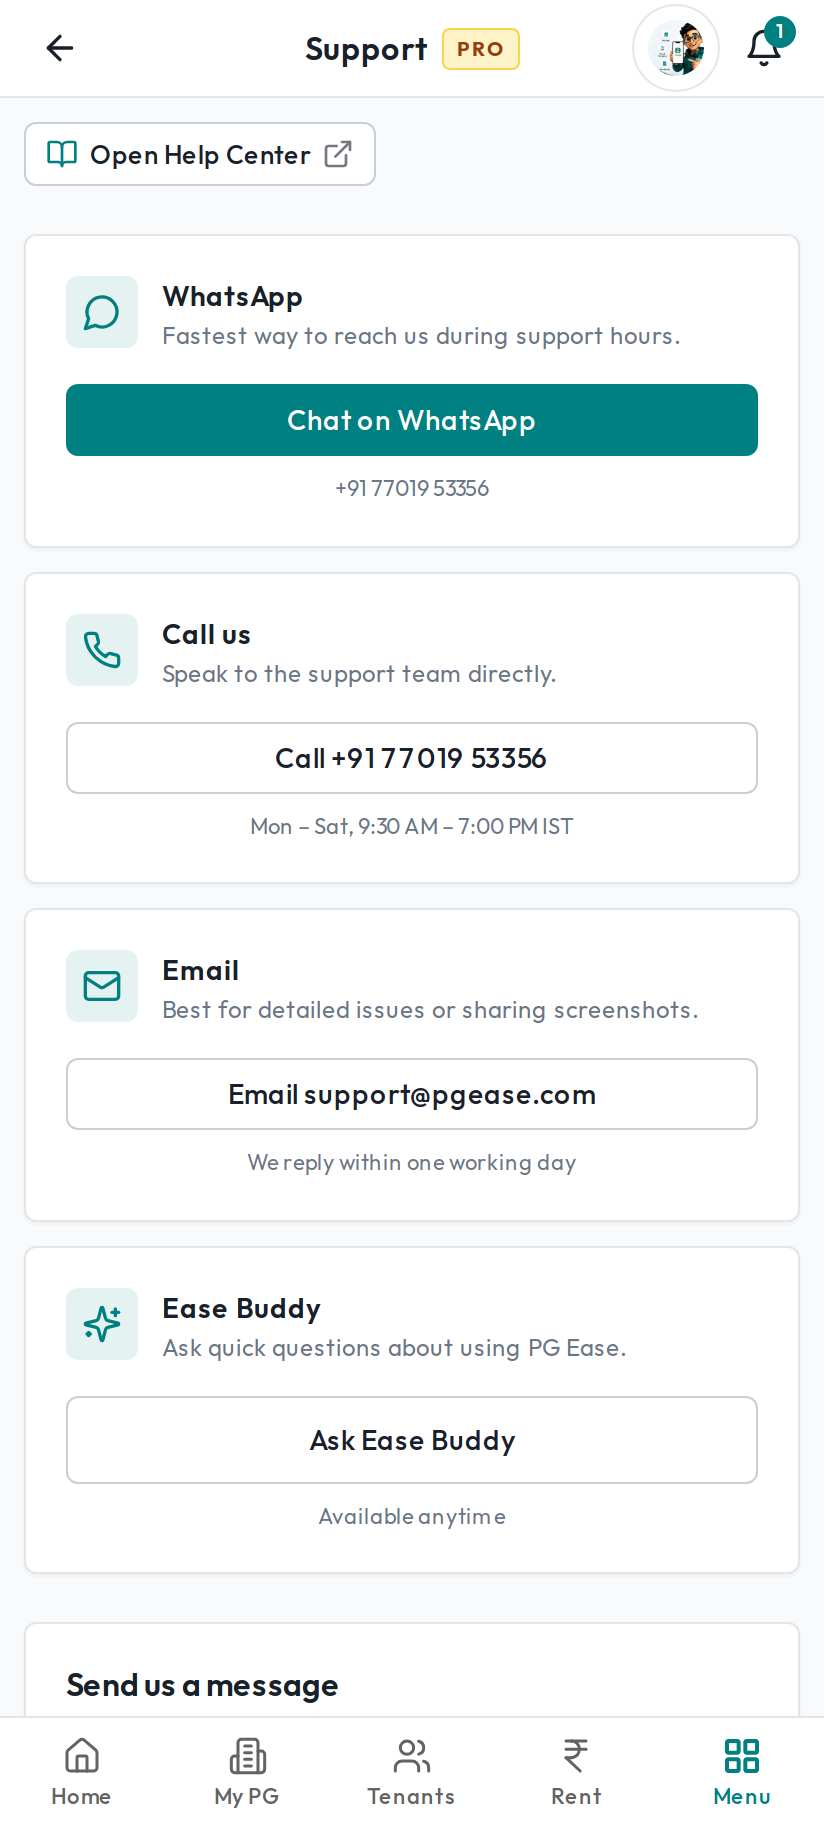 Support PRO
1
Open Help Center
WhatsApp
Fastest way to reach us during support hours.
Chat on WhatsApp
+91 77019 53356
Call us
Speak to the support team directly.
Call +91 77019 53356
Mon – Sat, 9:30 AM – 7:00 PM IST
Email
Best for detailed issues or sharing screenshots.
Email support@pgease.com
We reply within one working day
Ease Buddy
Ask quick questions about using PG Ease.
Ask Ease Buddy
Available anytime
Send us a message
Home My PG Tenants Rent Menu